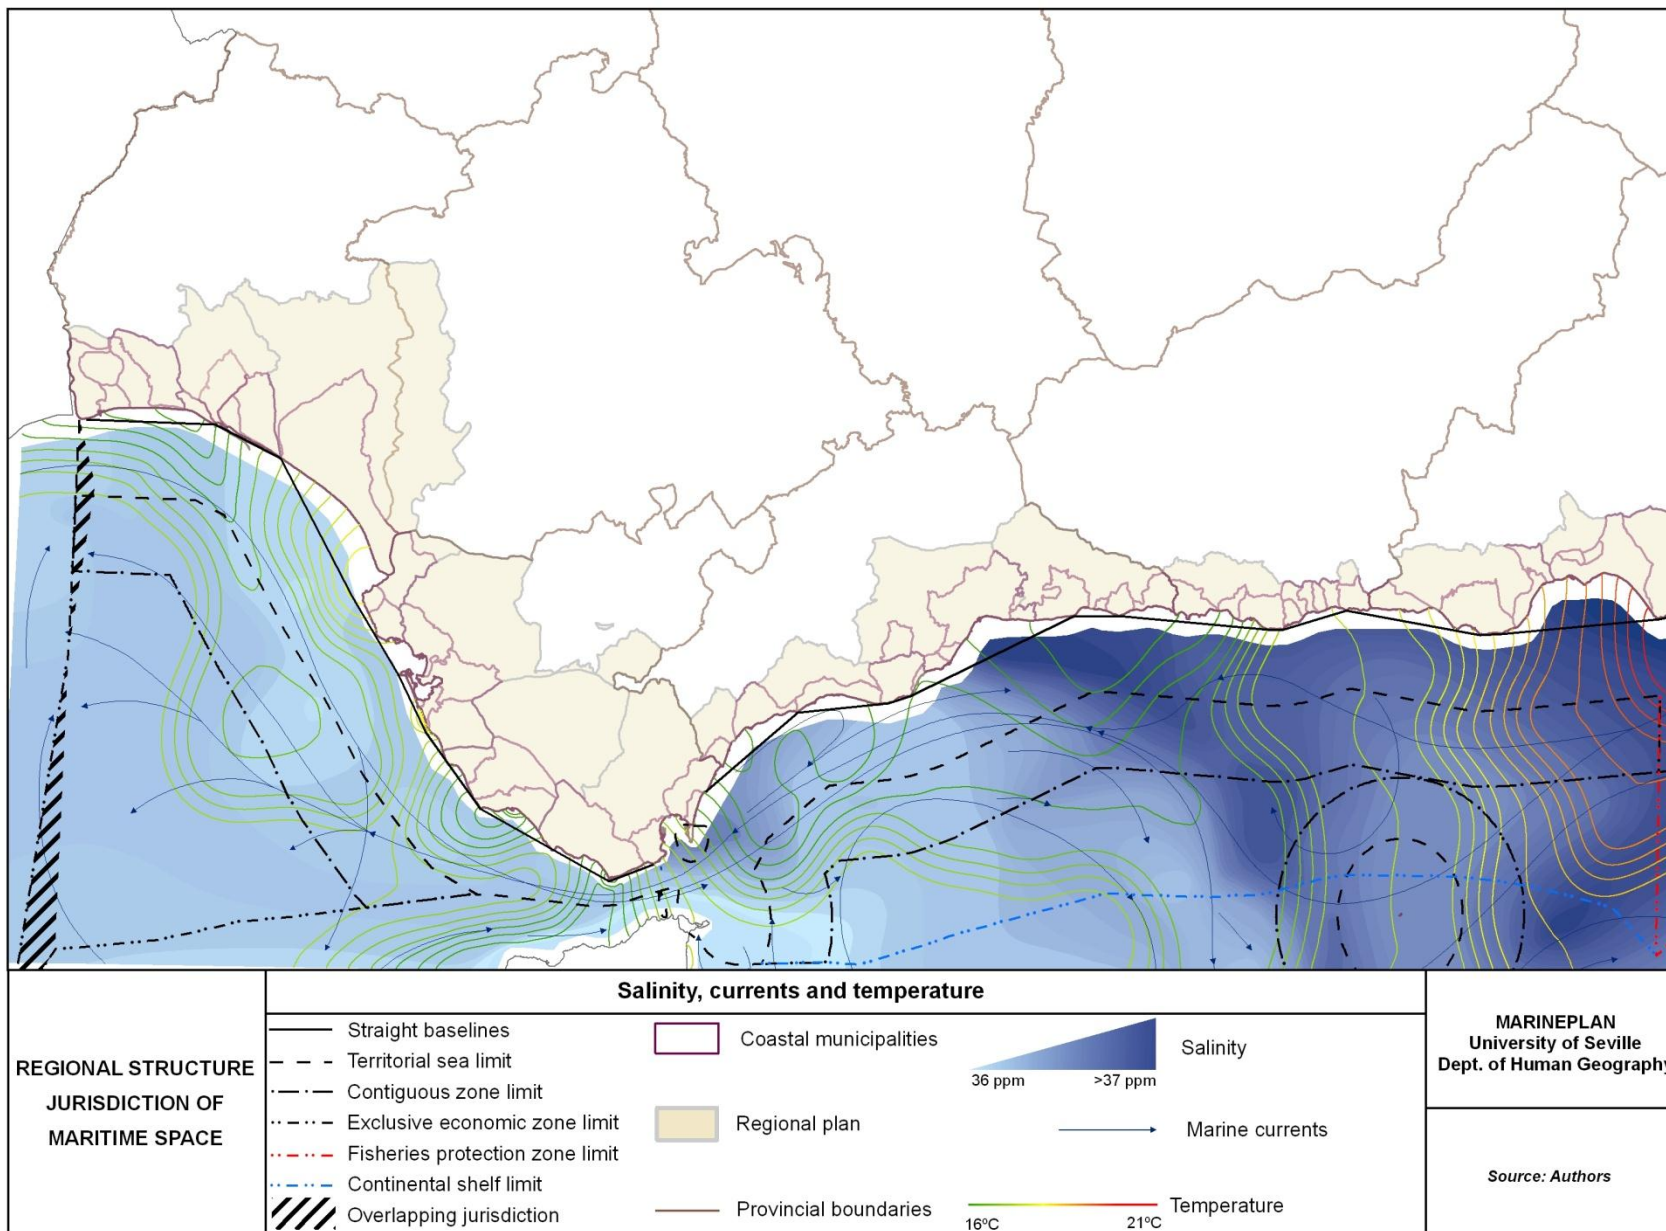 REGIONAL STRUCTURE
JURISDICTION OF
MARITIME SPACE
Salinity, currents and temperature
Straight baselines
Territorial sea limit
Contiguous zone limit
Exclusive economic zone limit
Fisheries protection zone limit
Continental shelf limit
Overlapping jurisdiction
Coastal municipalities
Regional plan
Provincial boundaries
Salinity
36 ppm >37 ppm
Marine currents
Temperature
16ºC 21ºC
MARINEPLAN
University of Seville
Dept. of Human Geography
Source: Authors